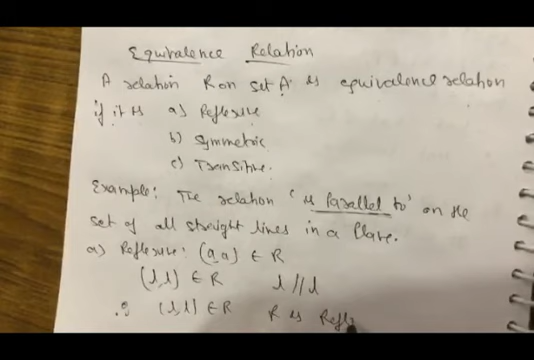 Equivalence Relation
A relation R on set A is equivalence relation
if it is a) Reflexive
b) Symmetric
c) Transitive.
Example: The relation 'is parallel to' on the
set of all straight lines in a Plane.
a) Reflexive: (a,a) ∈ R
(l,l) ∈ R l // l
∴ (l,l) ∈ R R is Refle